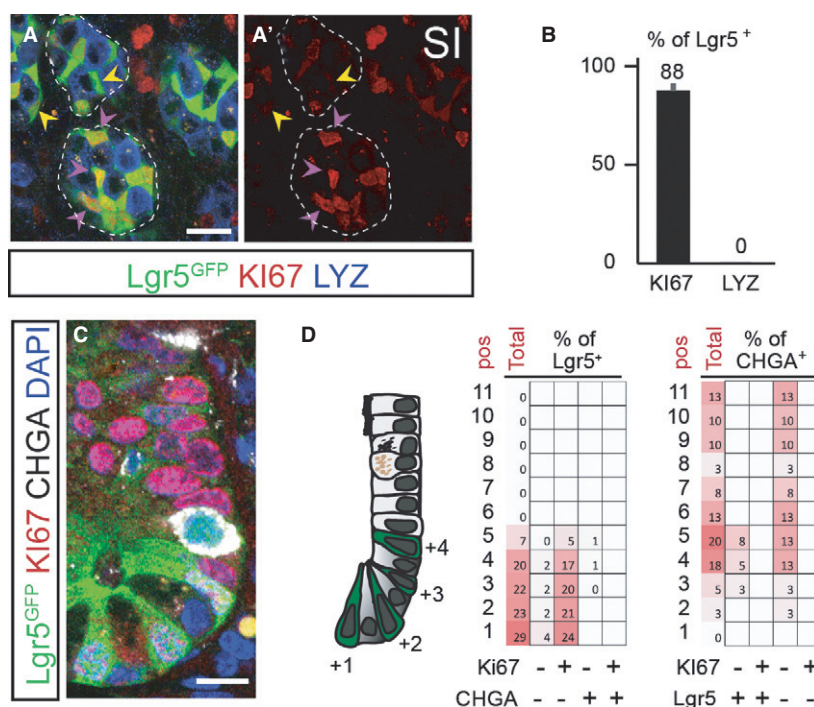 A
A'
SI
Lgr5GFP KI67 LYZ
B
% of Lgr5 +
100
50
0
88
0
KI67 LYZ
C
Lgr5GFP KI67 CHGA DAPI
D
+4
+3
+2
+1
pos Total % of Lgr5+
11 0
10 0
9 0
8 0
7 0
6 0
5 7 0 5 1
4 20 2 17 1
3 22 2 20 0
2 23 2 21
1 29 4 24
Ki67 - + - +
CHGA - - + +
pos Total % of CHGA+
11 13 13
10 10 10
9 10 10
8 3 3
7 8 8
6 13 13
5 20 8 13
4 18 5 13
3 5 3 3
2 3 3
1 0
KI67 - + - +
Lgr5 + + - -